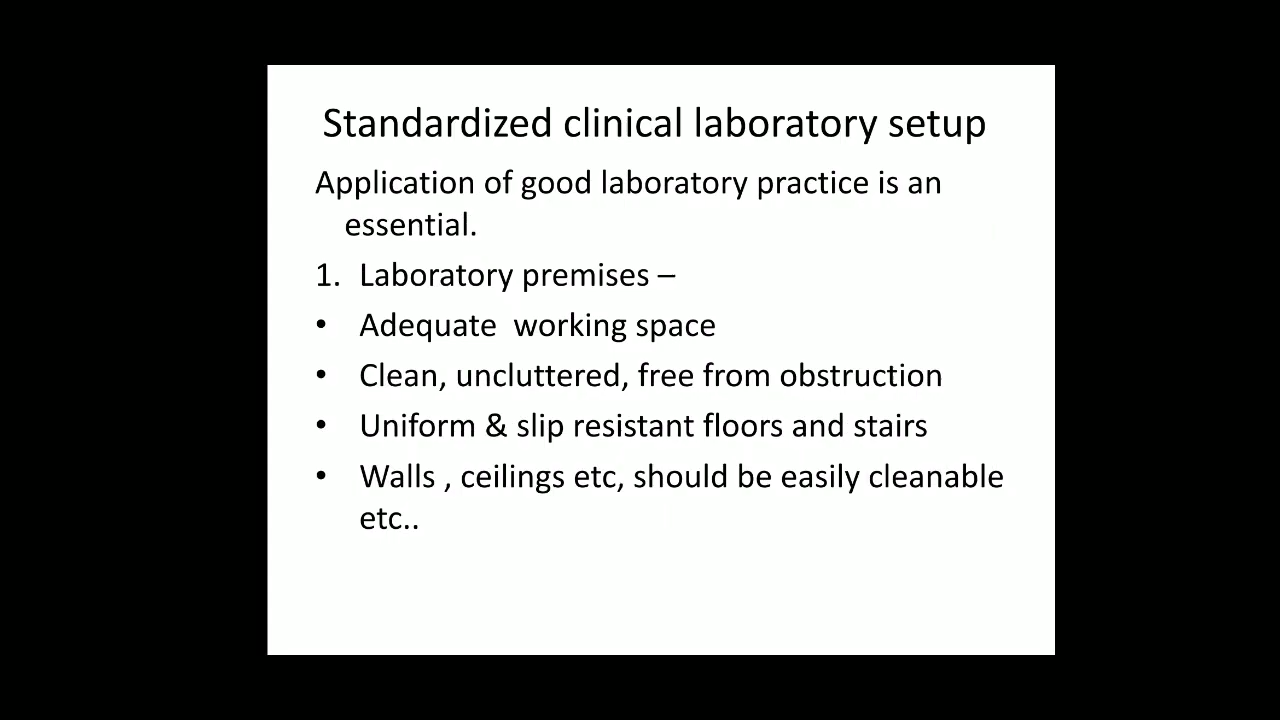 Standardized clinical laboratory setup
Application of good laboratory practice is an
essential.
1. Laboratory premises –
• Adequate  working space
• Clean, uncluttered, free from obstruction
• Uniform & slip resistant floors and stairs
• Walls , ceilings etc, should be easily cleanable
etc..